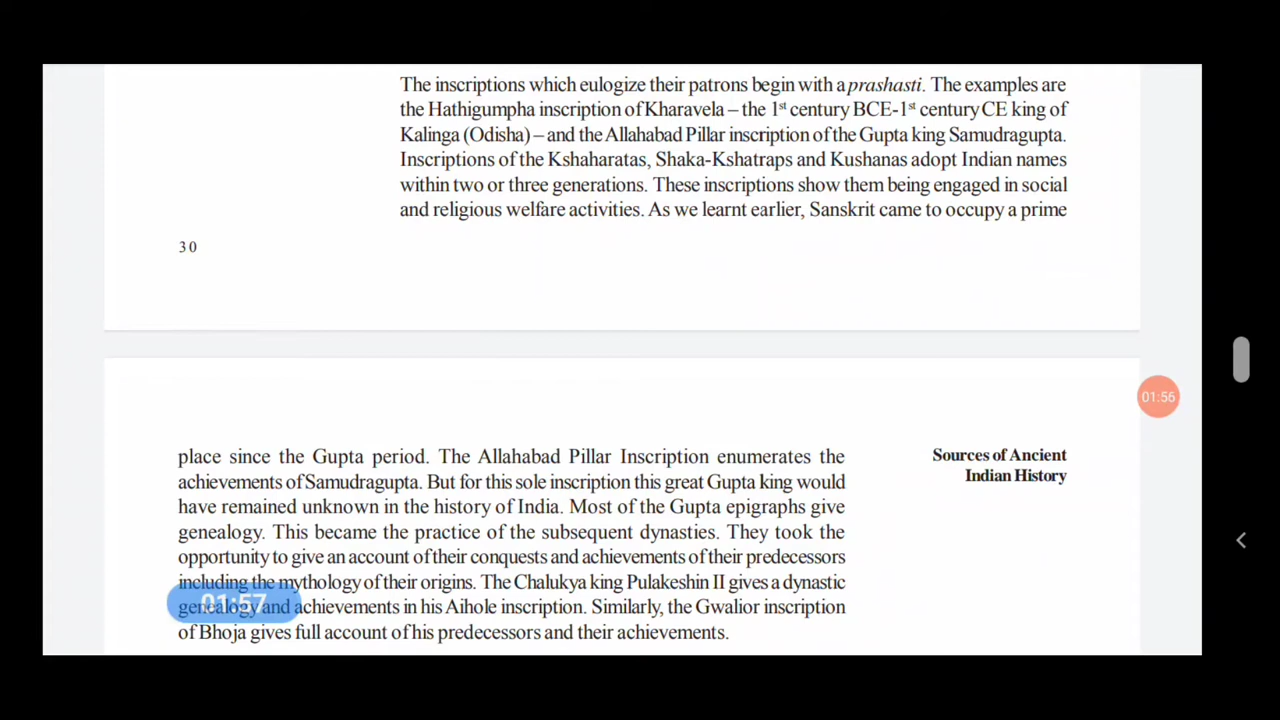 The inscriptions which eulogize their patrons begin with a prashasti. The examples are
the Hathigumpha inscription of Kharavela – the 1st century BCE-1st century CE king of
Kalinga (Odisha) – and the Allahabad Pillar inscription of the Gupta king Samudragupta.
Inscriptions of the Kshaharatas, Shaka-Kshatraps and Kushanas adopt Indian names
within two or three generations. These inscriptions show them being engaged in social
and religious welfare activities. As we learnt earlier, Sanskrit came to occupy a prime
30
place since the Gupta period. The Allahabad Pillar Inscription enumerates the
achievements of Samudragupta. But for this sole inscription this great Gupta king would
have remained unknown in the history of India. Most of the Gupta epigraphs give
genealogy. This became the practice of the subsequent dynasties. They took the
opportunity to give an account of their conquests and achievements of their predecessors
including the mythology of their origins. The Chalukya king Pulakeshin II gives a dynastic
genealogy and achievements in his Aihole inscription. Similarly, the Gwalior inscription
of Bhoja gives full account of his predecessors and their achievements.
Sources of Ancient
Indian History
01:56
01:57